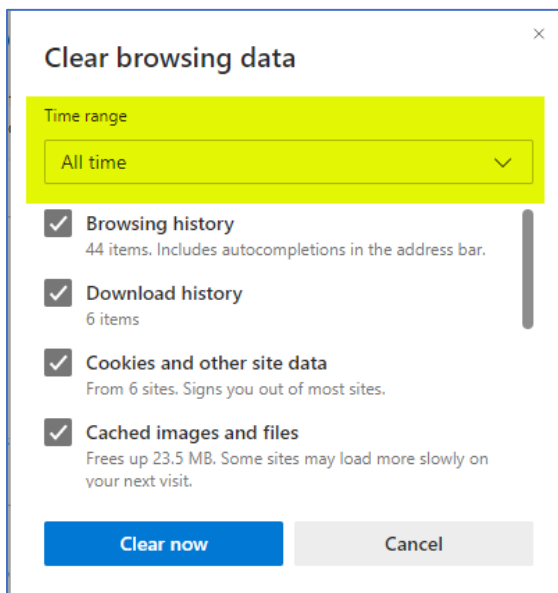 Clear browsing data
Time range
All time
Browsing history
44 items. Includes autocompletions in the address bar.
Download history
6 items
Cookies and other site data
From 6 sites. Signs you out of most sites.
Cached images and files
Frees up 23.5 MB. Some sites may load more slowly on
your next visit.
Clear now
Cancel